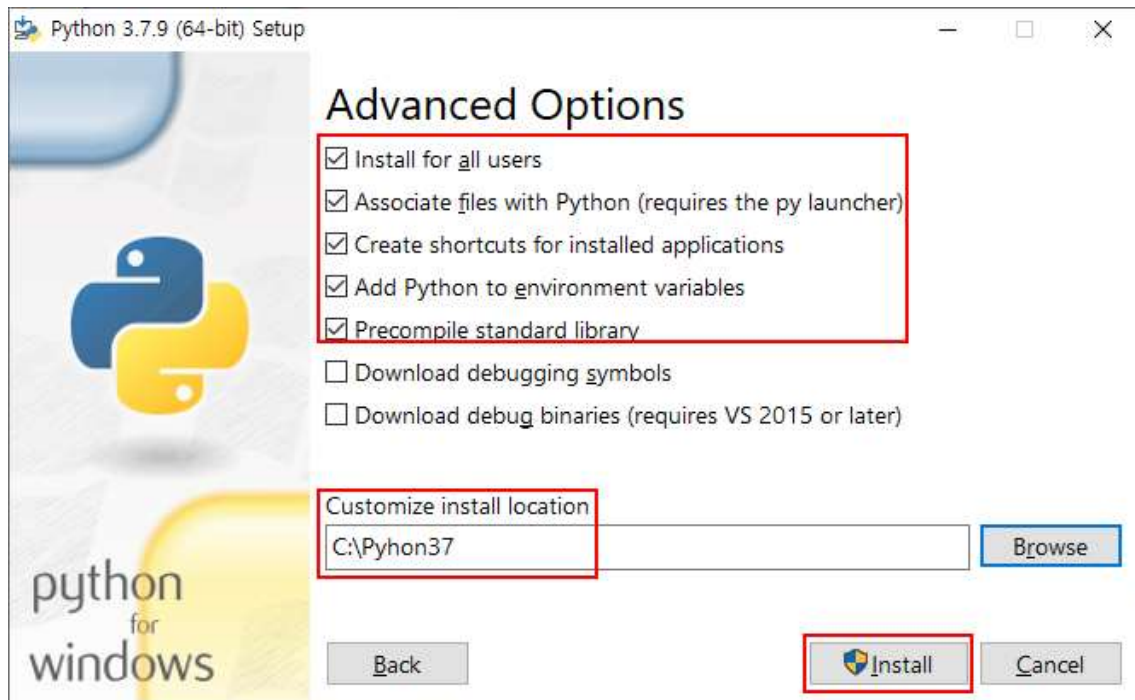 Python 3.7.9 (64-bit) Setup
Advanced Options
Install for all users
Associate files with Python (requires the py launcher)
Create shortcuts for installed applications
Add Python to environment variables
Precompile standard library
Download debugging symbols
Download debug binaries (requires VS 2015 or later)
Customize install location
C:\Pyhon37
Browse
python
for
windows
Back
Install
Cancel